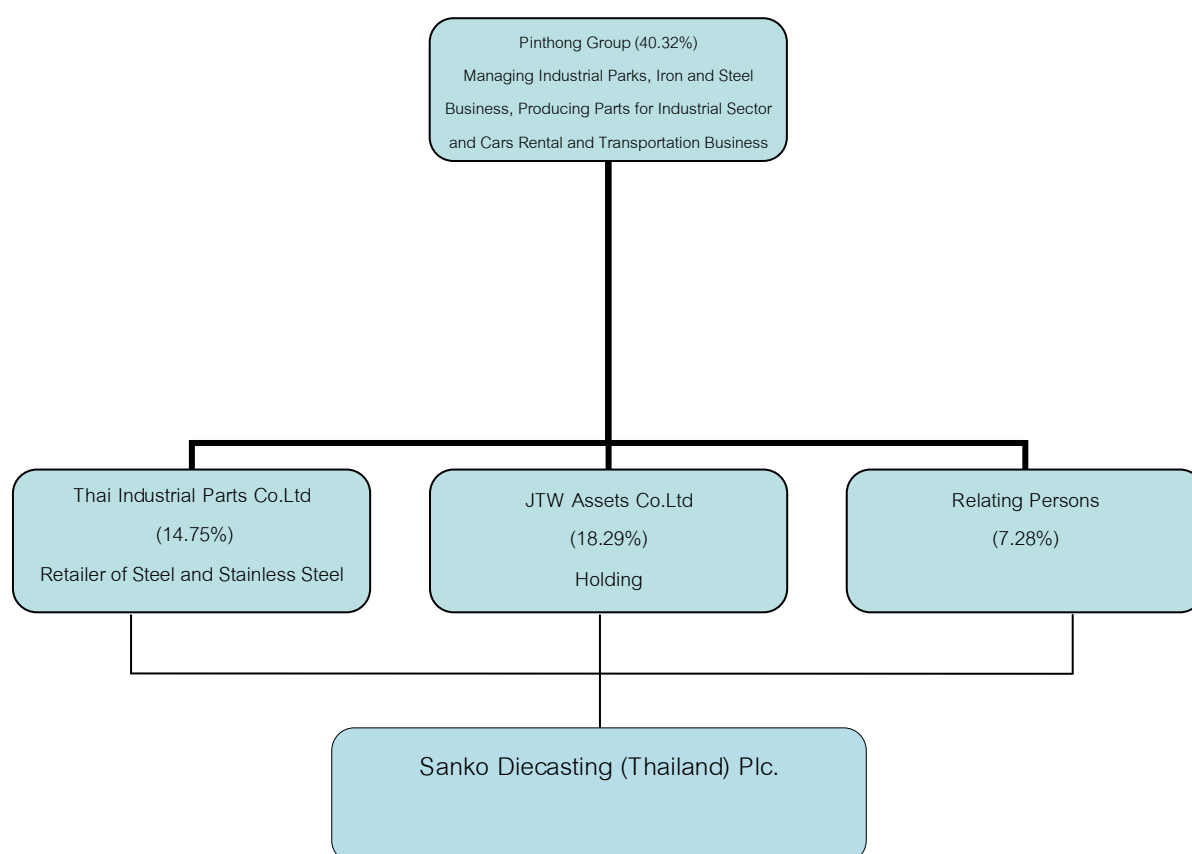 Pinthong Group (40.32%)
Managing Industrial Parks, Iron and Steel
Business, Producing Parts for Industrial Sector
and Cars Rental and Transportation Business
Thai Industrial Parts Co.Ltd
(14.75%)
Retailer of Steel and Stainless Steel
JTW Assets Co.Ltd
(18.29%)
Holding
Relating Persons
(7.28%)
Sanko Diecasting (Thailand) Plc.